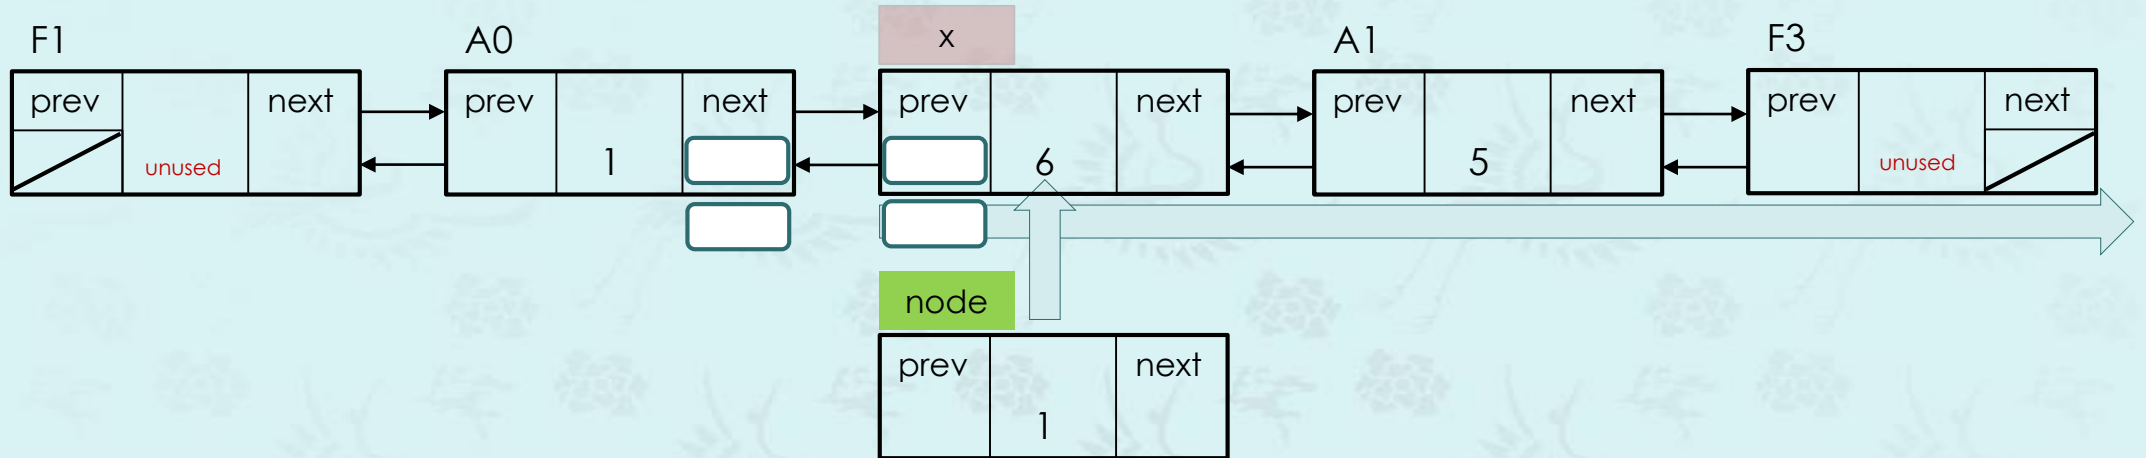 F1
A0
x
A1
F3
prev next
unused
prev next
1
prev next
6
prev next
5
prev next
unused
node
prev next
1